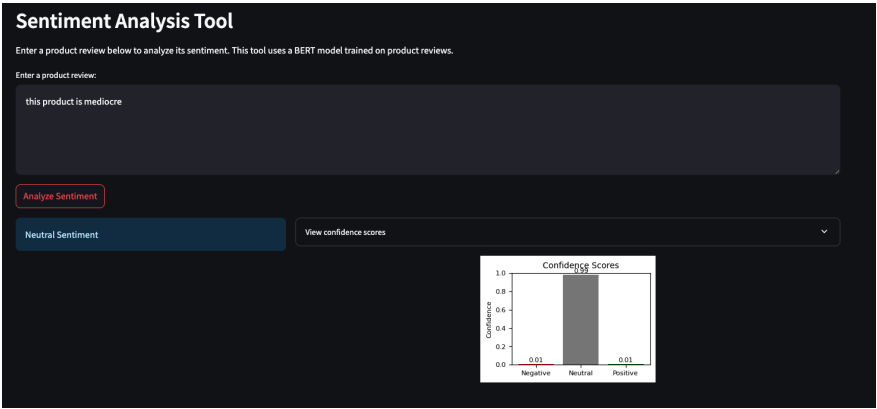 Sentiment Analysis Tool
Enter a product review below to analyze its sentiment. This tool uses a BERT model trained on product reviews.
Enter a product review:
this product is mediocre
Analyze Sentiment
Neutral Sentiment
View confidence scores
Confidence Scores
0.99
1.0
0.8
0.6
0.4
0.2
0.0
Confidence
0.01
0.01
Negative Neutral Positive